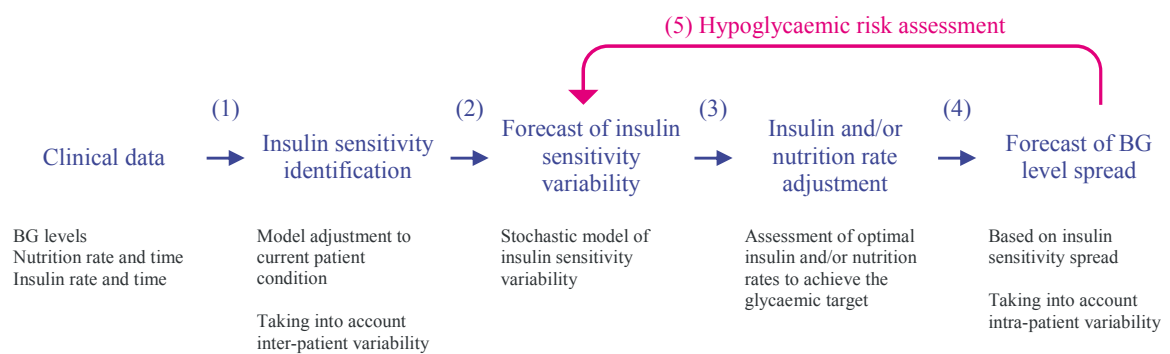 (5) Hypoglycaemic risk assessment
(1)
(2)
(3)
(4)
Clinical data
Insulin sensitivity
identification
Forecast of insulin
sensitivity
variability
Insulin and/or
nutrition rate
adjustment
Forecast of BG
level spread
BG levels
Nutrition rate and time
Insulin rate and time
Model adjustment to
current patient
condition
Taking into account
inter-patient variability
Stochastic model of
insulin sensitivity
variability
Assessment of optimal
insulin and/or nutrition
rates to achieve the
glycaemic target
Based on insulin
sensitivity spread
Taking into account
intra-patient variability